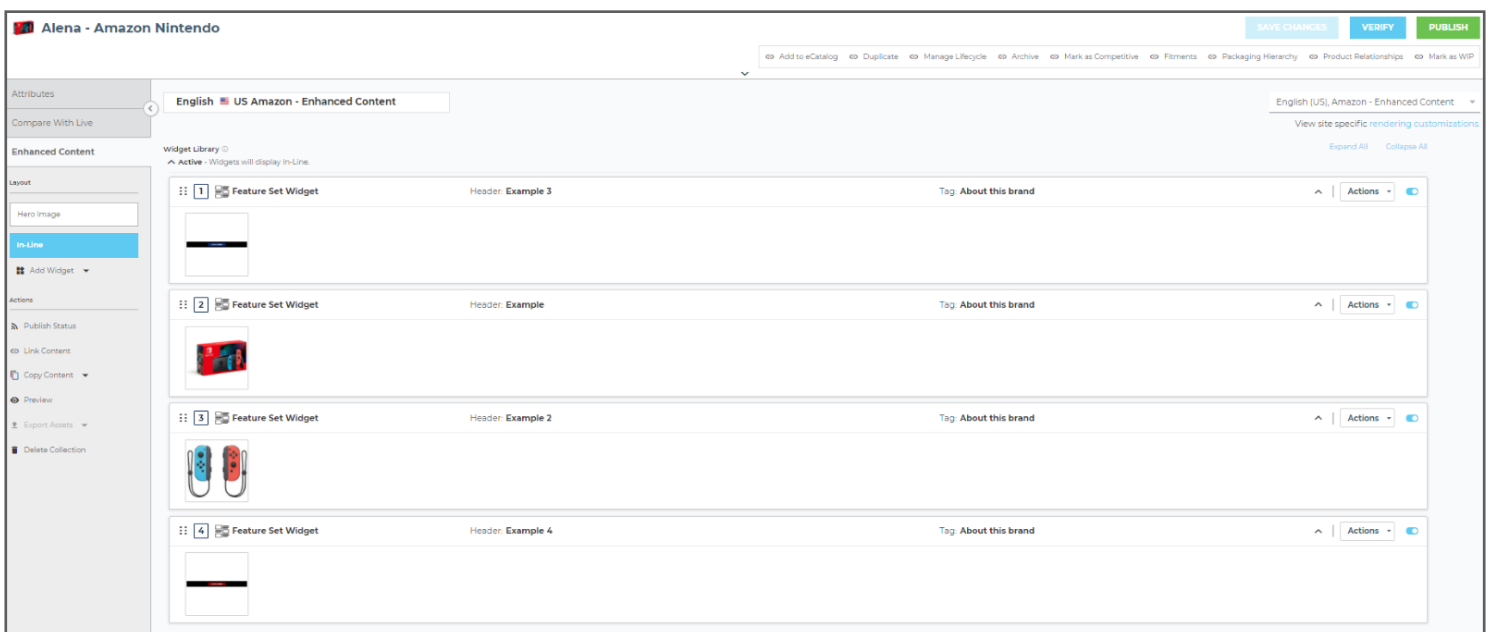 Alena - Amazon Nintendo
SAVE CHANGES VERIFY PUBLISH
Add to eCatalog Duplicate Manage Lifecycle Archive Mark as Competitive Fitments Packaging Hierarchy Product Relationships Mark as WIP
Attributes
Compare With Live
Enhanced Content
Layout
Hero Image
In-Line
Add Widget
Actions
Publish Status
Link Content
Copy Content
Preview
Export Assets
Delete Collection
English US Amazon - Enhanced Content
English (US), Amazon - Enhanced Content
View site specific rendering customizations.
Widget Library
Expand All Collapse All
Active - Widgets will display In-Line.
1 Feature Set Widget Header: Example 3 Tag: About this brand Actions
2 Feature Set Widget Header: Example Tag: About this brand Actions
3 Feature Set Widget Header: Example 2 Tag: About this brand Actions
4 Feature Set Widget Header: Example 4 Tag: About this brand Actions